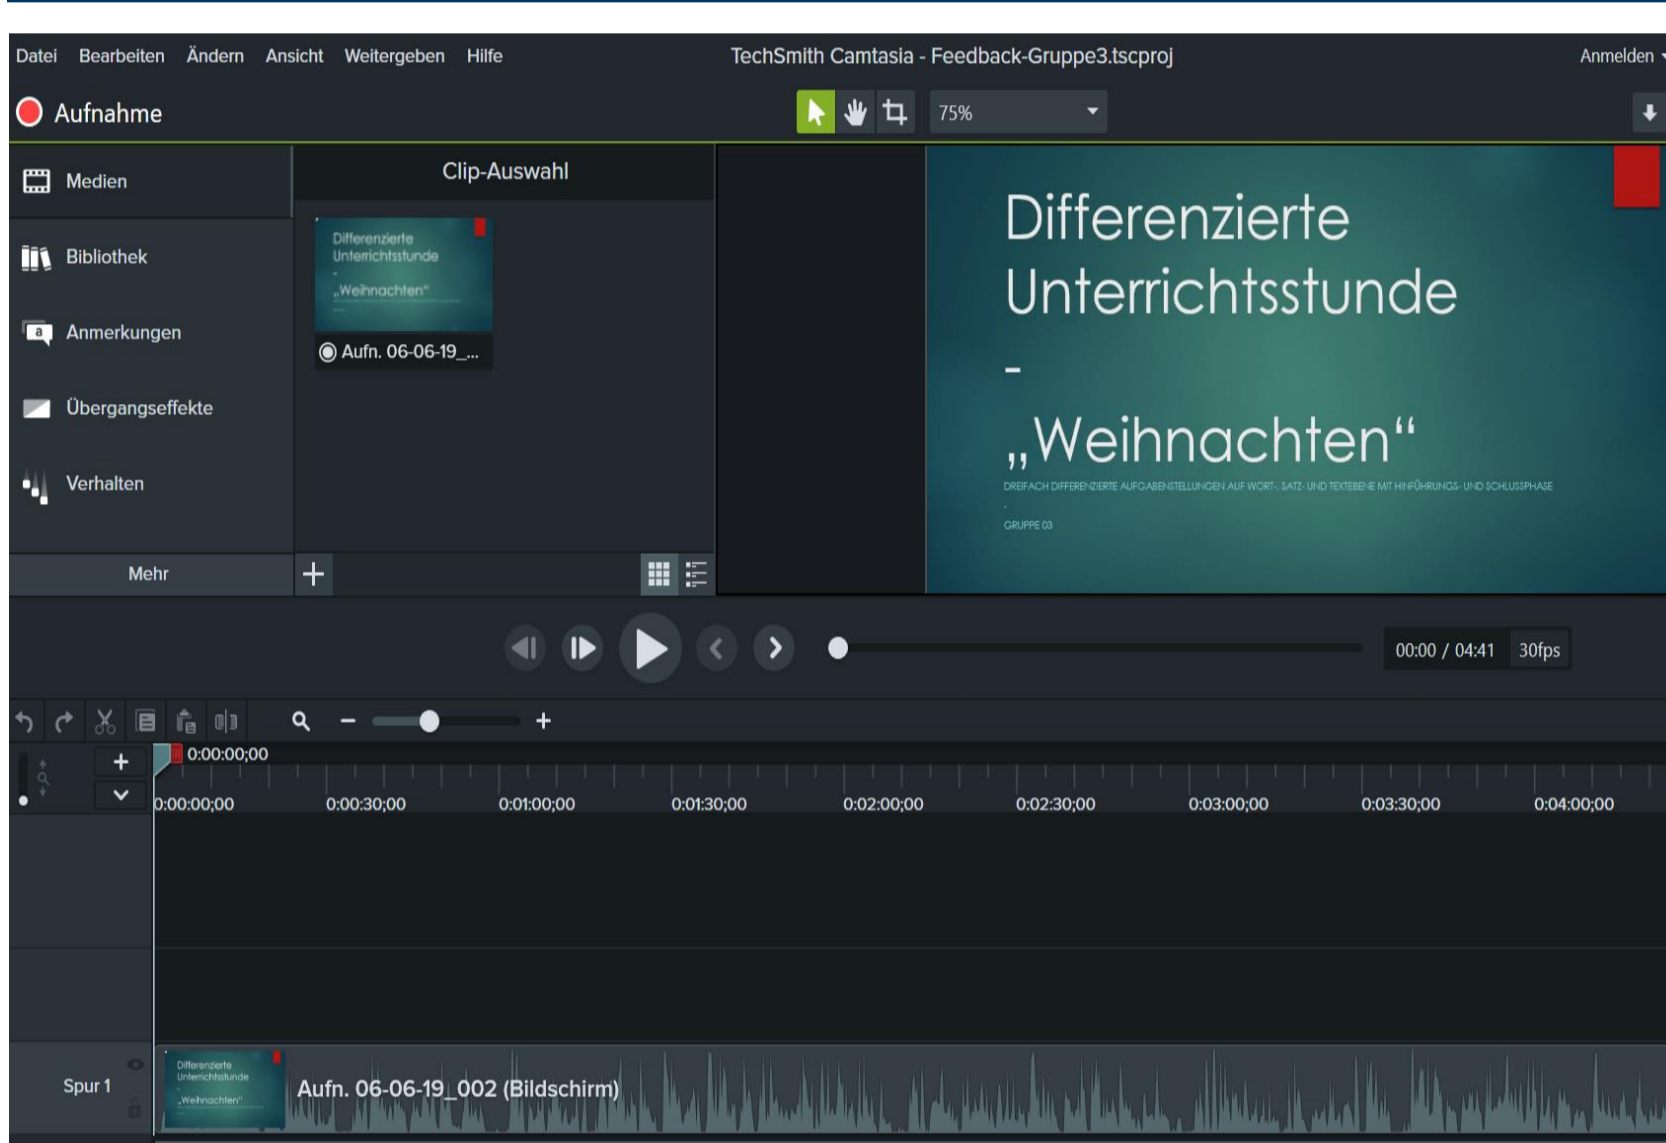 Datei Bearbeiten Ändern Ansicht Weitergeben Hilfe TechSmith Camtasia - Feedback-Gruppe3.tscproj Anmelden
Aufnahme 75%
Medien
Bibliothek
Anmerkungen
Übergangseffekte
Verhalten
Mehr
Clip-Auswahl
Differenzierte
Unterrichtsstunde
-
„Weihnachten“
Aufn. 06-06-19_...
Differenzierte
Unterrichtsstunde
-
„Weihnachten“
DREIFACH DIFFERENZIERTE AUFGABENSTELLUNGEN AUF WORT-, SATZ- UND TEXTEBENE MIT HINFÜHRUNGS- UND SCHLUSSPHASE
-
GRUPPE 03
00:00 / 04:41 30fps
0:00:00;00
0:00:00;00 0:00:30;00 0:01:00;00 0:01:30;00 0:02:00;00 0:02:30;00 0:03:00;00 0:03:30;00 0:04:00;00
Spur 1
Differenzierte
Unterrichtsstunde
-
„Weihnachten“
Aufn. 06-06-19_002 (Bildschirm)